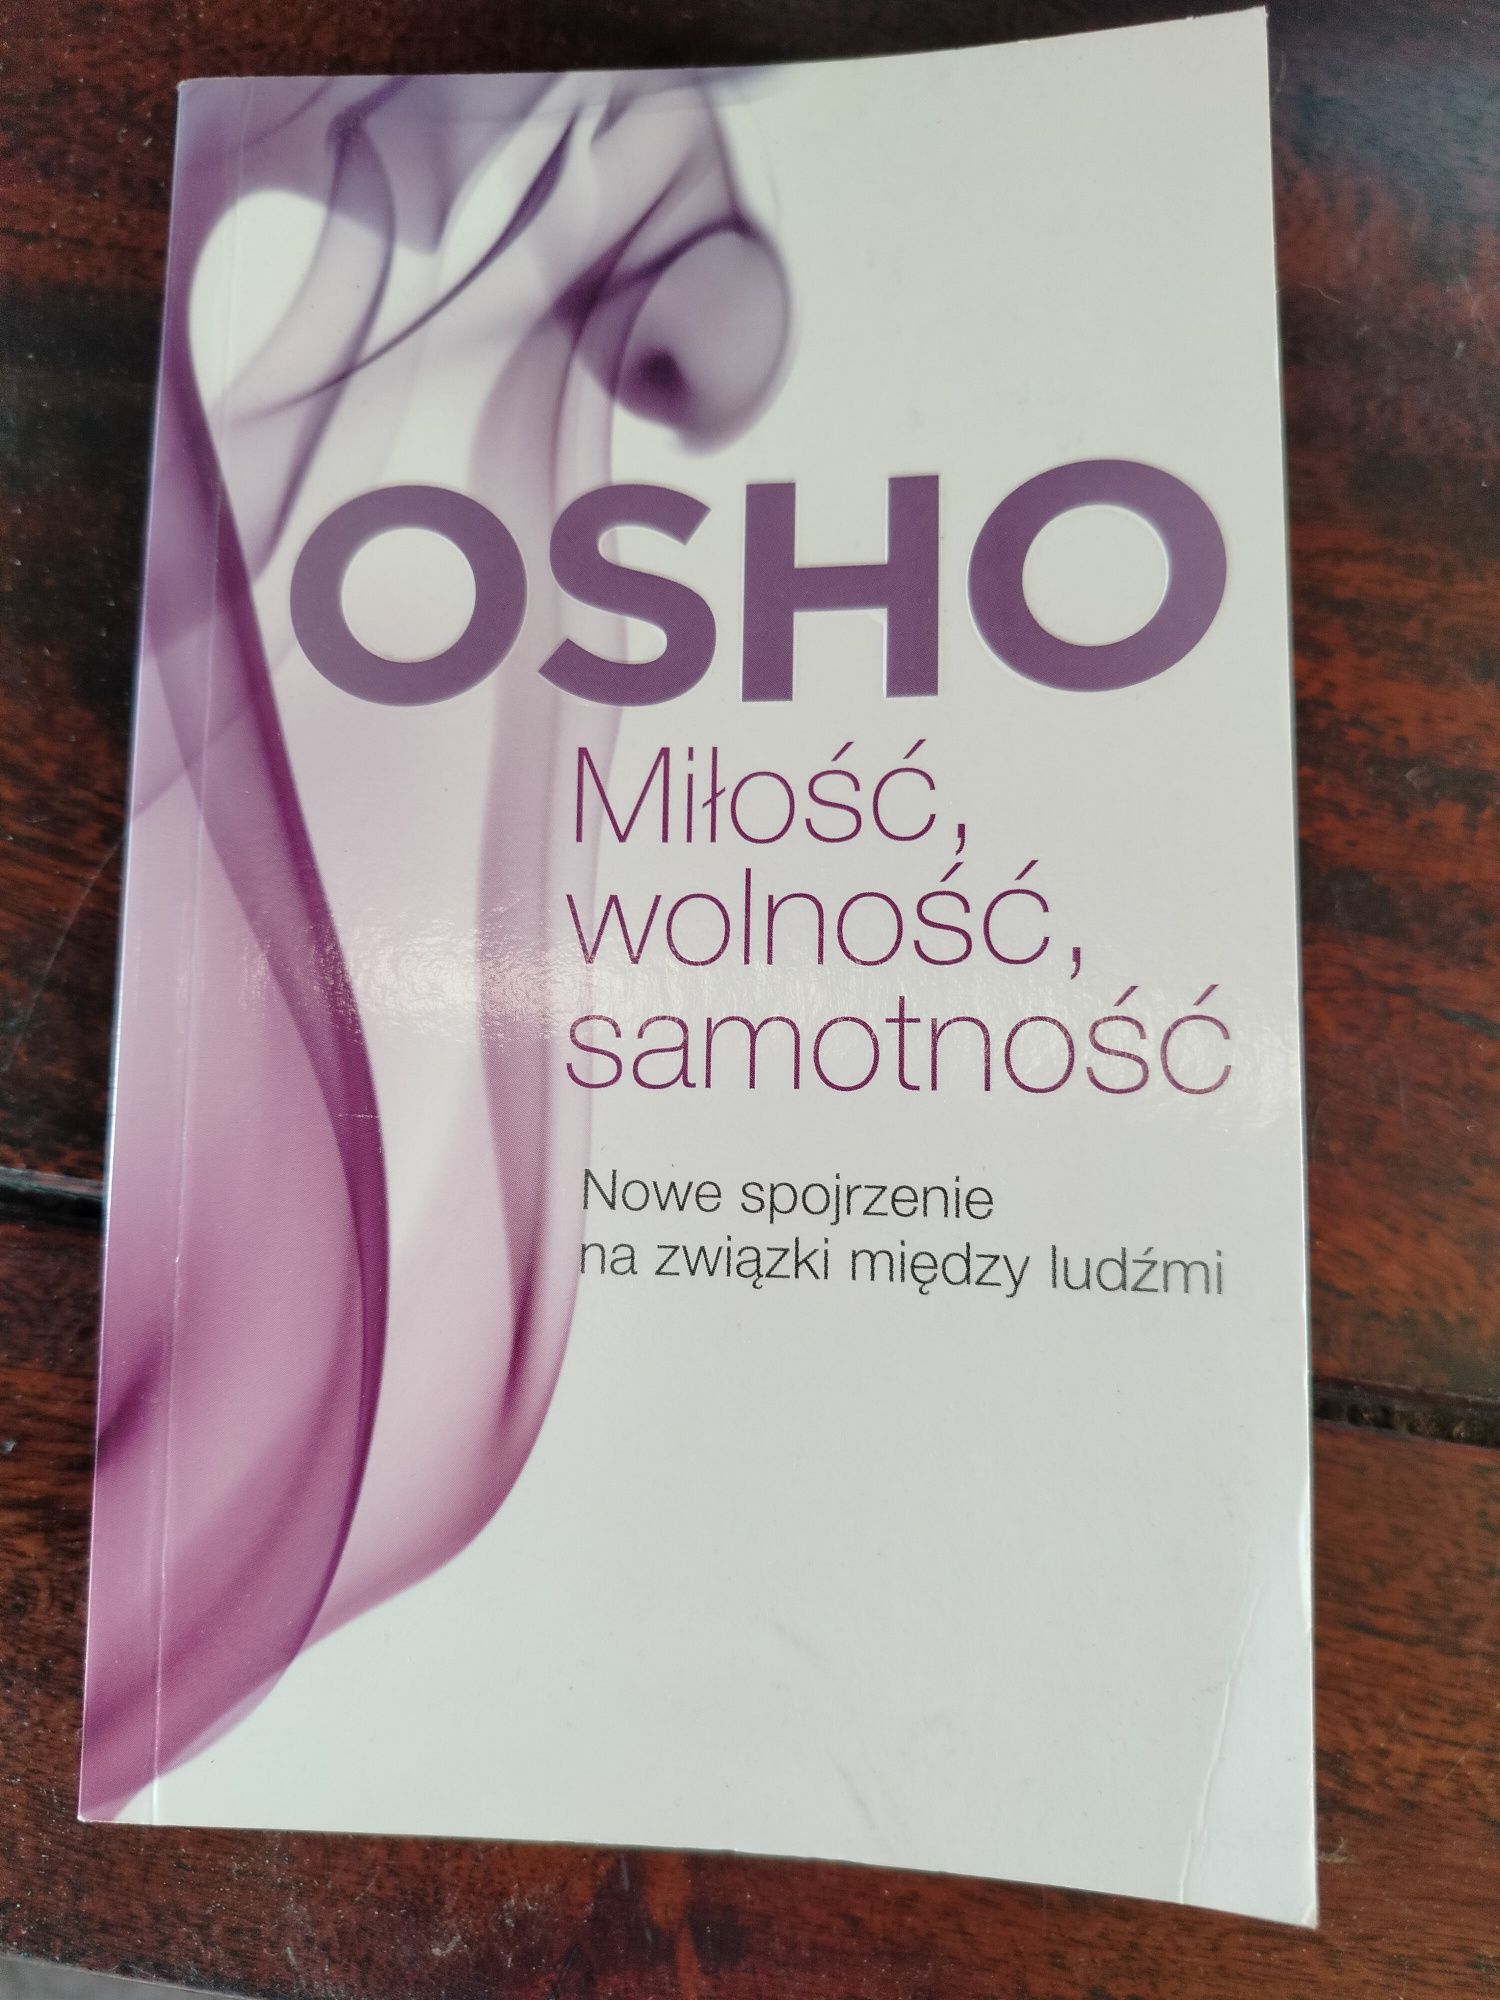 OSHO
Miłość,
wolność,
samotność
Nowe spojrzenie
na związki między ludźmi